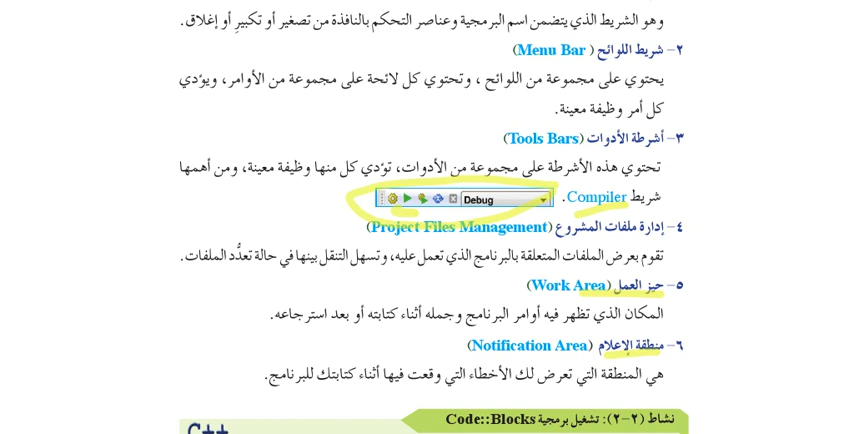 وهو الشريط الذي يتضمن اسم البرمجية وعناصر التحكم بالنافذة من تصغير أو تكبيرٍ أو إغلاق.
٢- شريط اللوائح (Menu Bar )
يحتوي على مجموعة من اللوائح ، وتحتوي كل لائحة على مجموعة من الأوامر، ويؤدي
كل أمر وظيفة معينة.
٣- أشرطة الأدوات (Tools Bars)
تحتوي هذه الأشرطة على مجموعة من الأدوات، تؤدي كل منها وظيفة معينة، ومن أهمها
شريط Compiler . Debug
٤- إدارة ملفات المشروع (Project Files Management)
تقوم بعرض الملفات المتعلقة بالبرنامج الذي تعمل عليه، وتسهل التنقل بينها في حالة تعدُّد الملفات.
٥- حيز العمل (Work Area)
المكان الذي تظهر فيه أوامر البرنامج وجمله أثناء كتابته أو بعد استرجاعه.
٦- منطقة الإعلام (Notification Area)
هي المنطقة التي تعرض لك الأخطاء التي وقعت فيها أثناء كتابتك للبرنامج.
نشاط (٢-٢): تشغيل برمجية Code::Blocks
C++